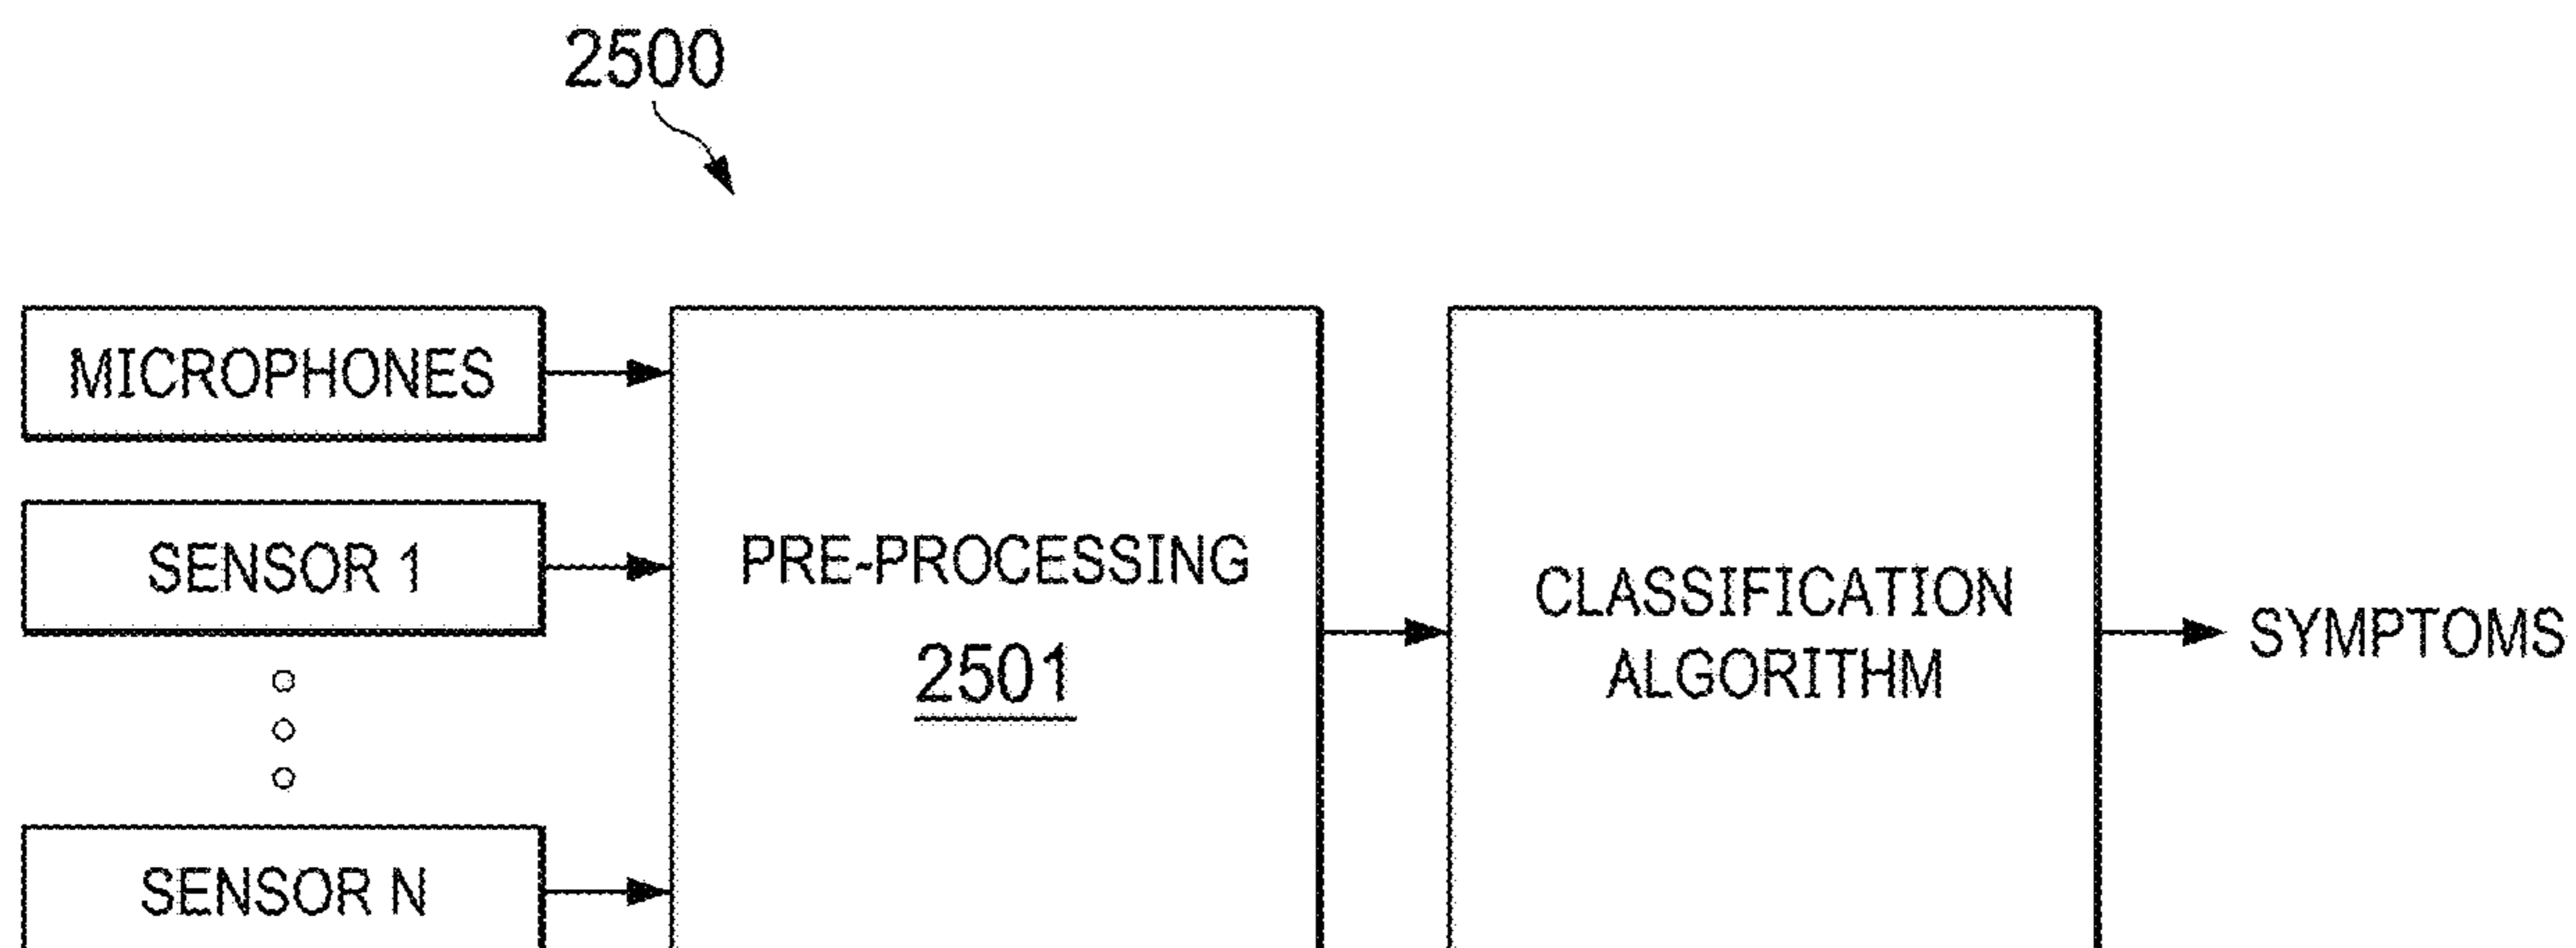 2500
MICROPHONES
SENSOR 1
SENSOR N
PRE-PROCESSING
2501
CLASSIFICATION
ALGORITHM
SYMPTOMS